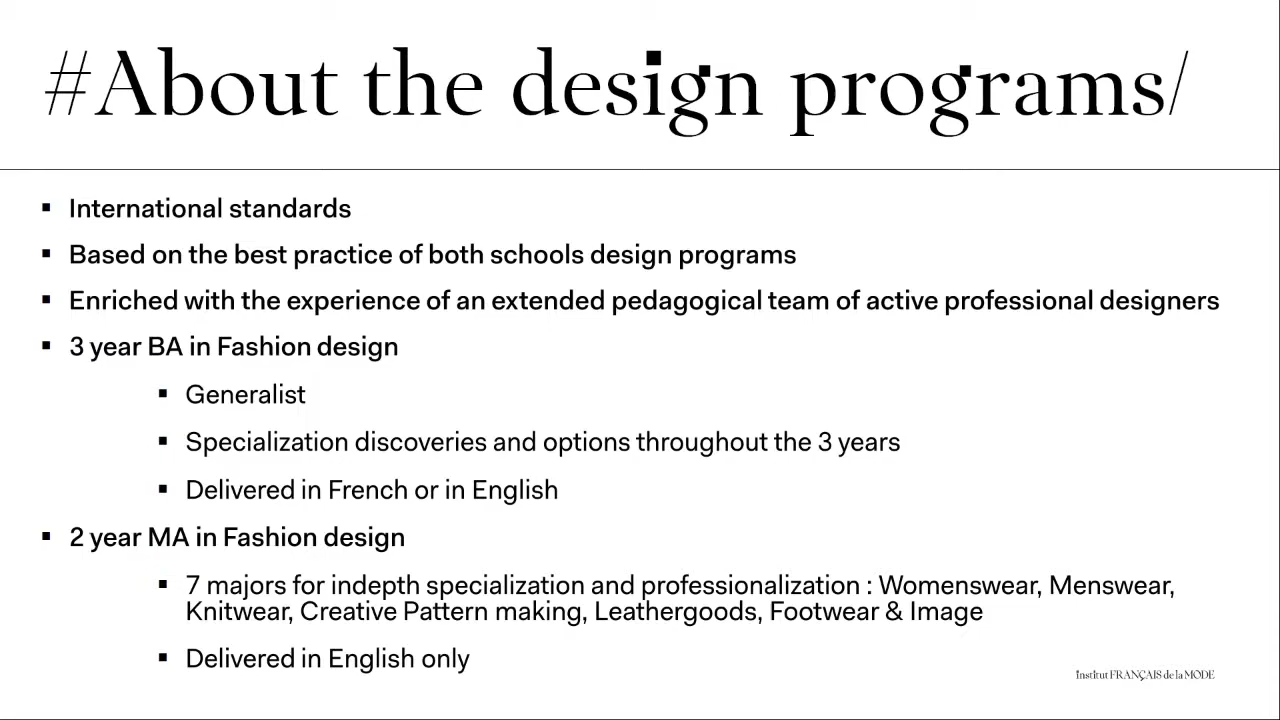 #About the design programs/
▪ International standards
▪ Based on the best practice of both schools design programs
▪ Enriched with the experience of an extended pedagogical team of active professional designers
▪ 3 year BA in Fashion design
▪ Generalist
▪ Specialization discoveries and options throughout the 3 years
▪ Delivered in French or in English
▪ 2 year MA in Fashion design
▪ 7 majors for indepth specialization and professionalization : Womenswear, Menswear,
Knitwear, Creative Pattern making, Leathergoods, Footwear & Image
▪ Delivered in English only
Institut FRANÇAIS de la MODE